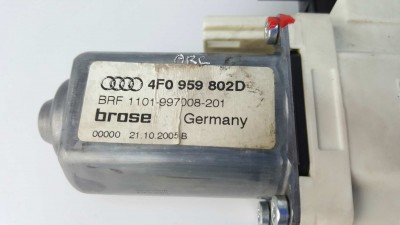 ARC
4F0 959 802D
BRF 1101-997008-201
brose Germany
00000 21.10.2005B